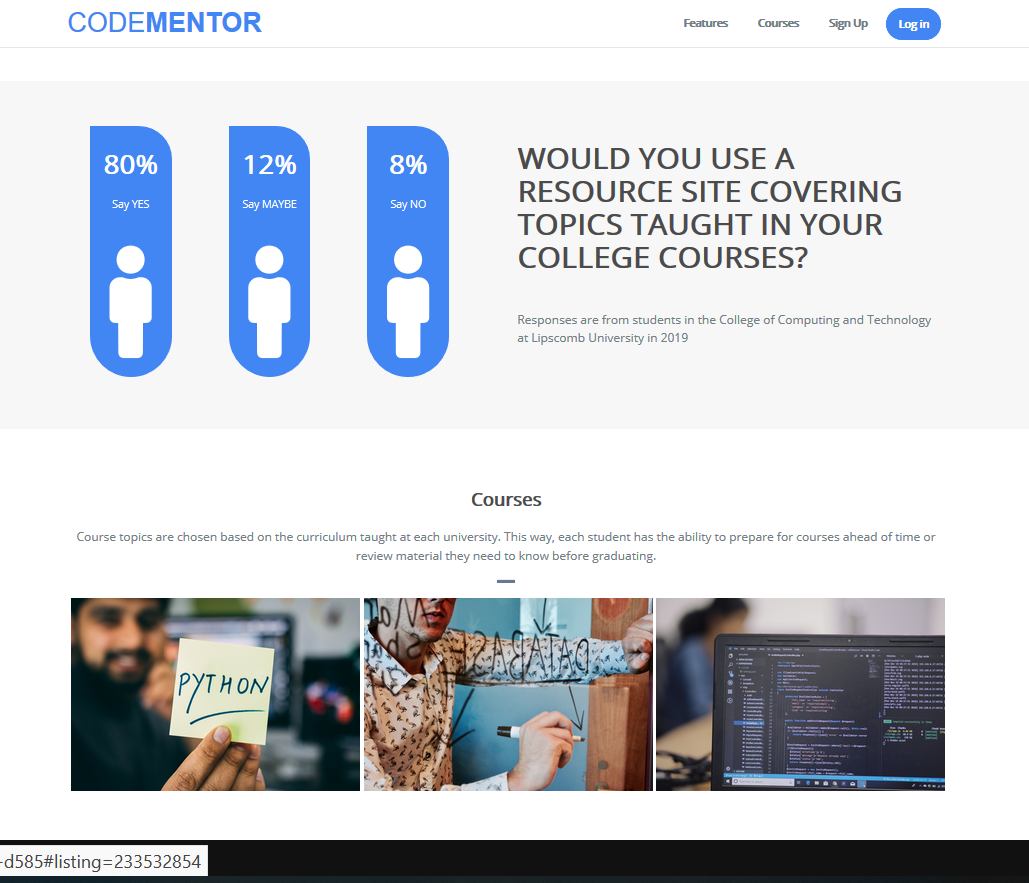 CODEMENTOR
Features Courses Sign Up Log in
80% 12% 8%
Say YES Say MAYBE Say NO
WOULD YOU USE A
RESOURCE SITE COVERING
TOPICS TAUGHT IN YOUR
COLLEGE COURSES?
Responses are from students in the College of Computing and Technology
at Lipscomb University in 2019
Courses
Course topics are chosen based on the curriculum taught at each university. This way, each student has the ability to prepare for courses ahead of time or
review material they need to know before graduating.
PYTHON
-d585#listing=233532854